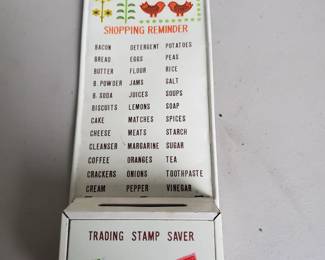 SHOPPING REMINDER
BACON DETERGENT POTATOES
BREAD EGGS PEAS
BUTTER FLOUR RICE
B. POWDER JAMS SALT
B. SODA JUICES SOUPS
BISCUITS LEMONS SOAP
CAKE MATCHES SPICES
CHEESE MEATS STARCH
CLEANSER MARGARINE SUGAR
COFFEE ORANGES TEA
CRACKERS ONIONS TOOTHPASTE
CREAM PEPPER VINEGAR
TRADING STAMP SAVER